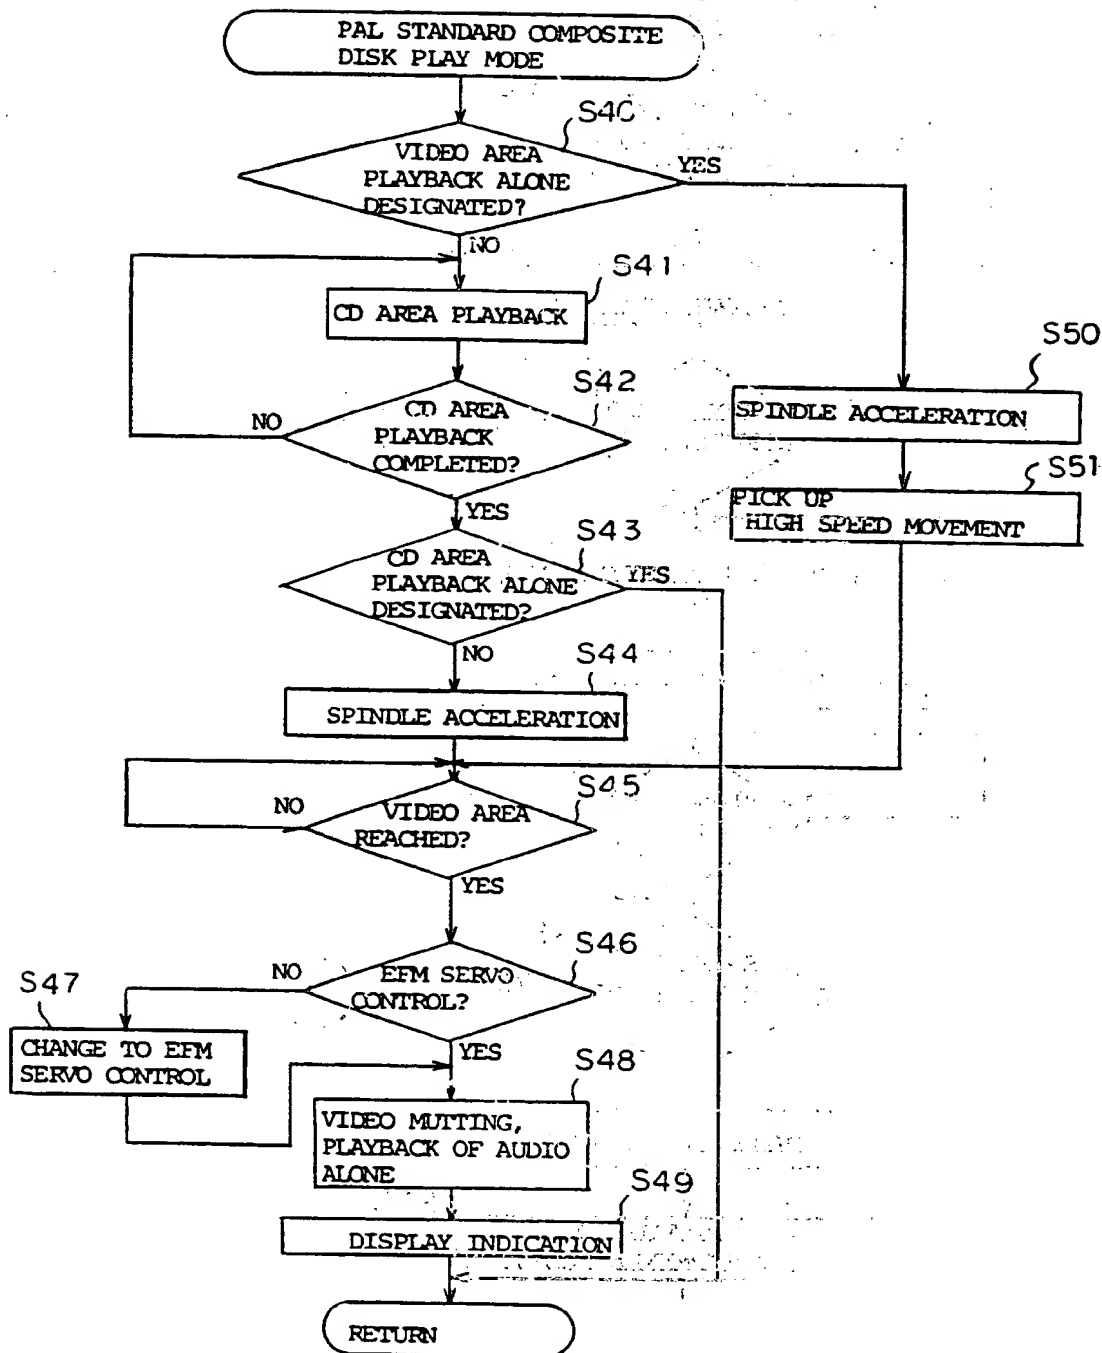 PAL STANDARD COMPOSITE
DISK PLAY MODE
S40
VIDEO AREA
PLAYBACK ALONE
DESIGNATED?
YES
NO
S41
CD AREA PLAYBACK
S42
CD AREA
PLAYBACK
COMPLETED?
NO
YES
S50
SPINDLE ACCELERATION
S51
PICK UP
HIGH SPEED MOVEMENT
S43
CD AREA
PLAYBACK ALONE
DESIGNATED?
YES
NO
S44
SPINDLE ACCELERATION
S45
NO
VIDEO AREA
REACHED?
YES
S46
NO
EFM SERVO
CONTROL?
YES
S47
CHANGE TO EFM
SERVO CONTROL
S48
VIDEO MUTTING,
PLAYBACK OF AUDIO
ALONE
S49
DISPLAY INDICATION
RETURN